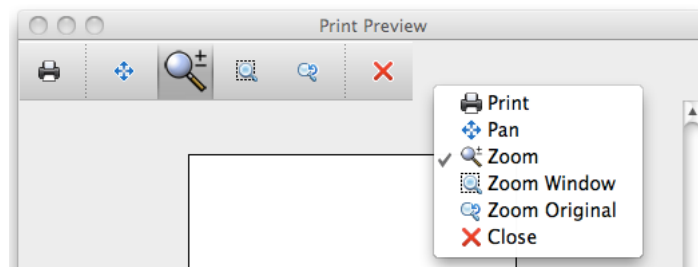 Print Preview
Print
Pan
Zoom
Zoom Window
Zoom Original
Close